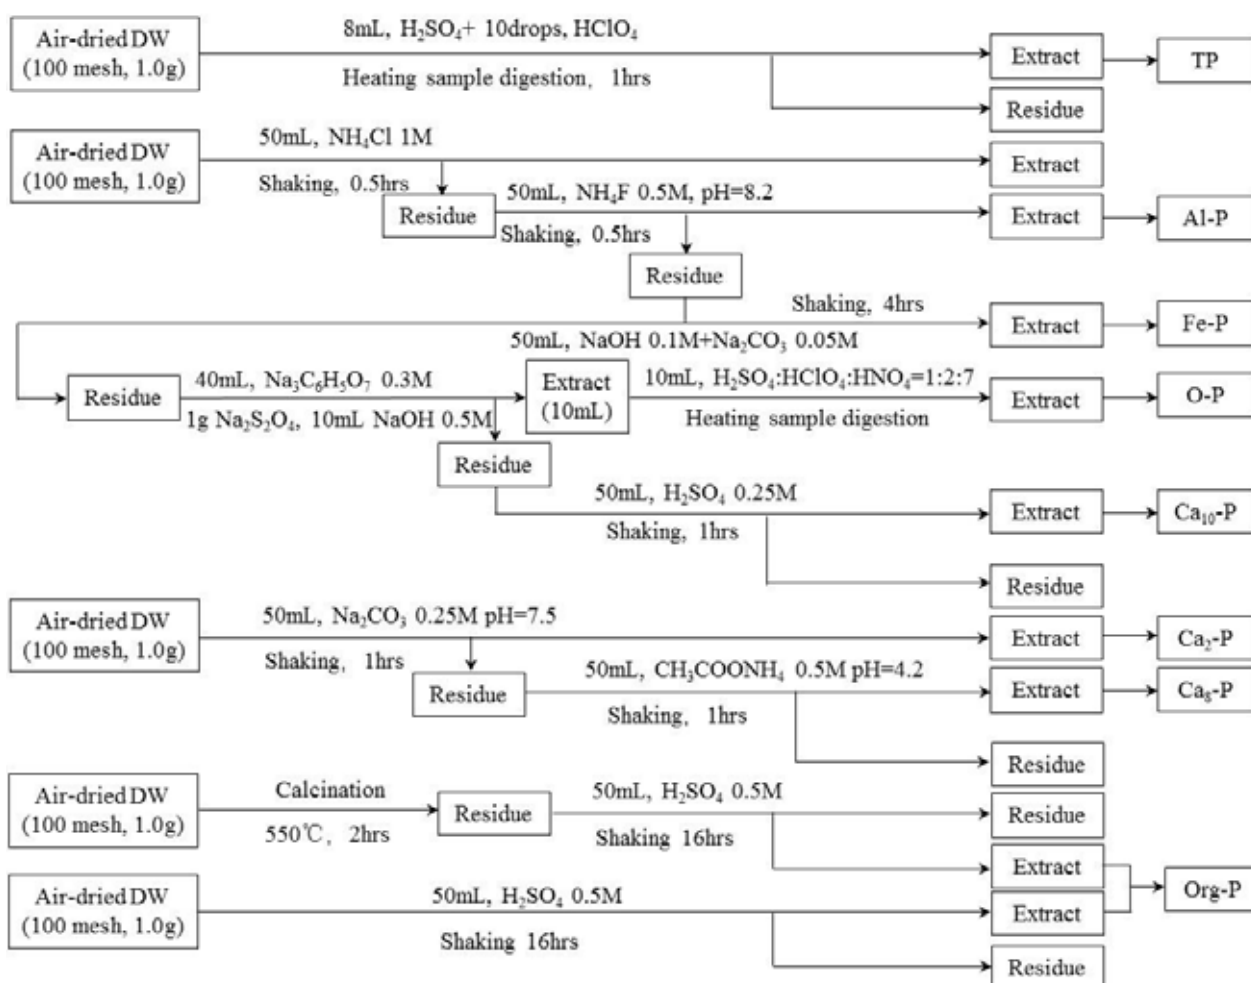 8mL, H₂SO₄+ 10drops, HClO₄
Air-dried DW
(100 mesh, 1.0g)
Extract
TP
Heating sample digestion, 1hrs
Residue
50mL, NH₄Cl 1M
Air-dried DW
(100 mesh, 1.0g)
Extract
Shaking, 0.5hrs
50mL, NH₄F 0.5M, pH=8.2
Residue
Extract
Al-P
Shaking, 0.5hrs
Residue
Shaking, 4hrs
Extract
Fe-P
50mL, NaOH 0.1M+Na₂CO₃ 0.05M
40mL, Na₃C₆H₅O₇ 0.3M
Extract
(10mL)
10mL, H₂SO₄:HClO₄:HNO₄=1:2:7
Residue
Extract
O-P
1g Na₂S₂O₄, 10mL NaOH 0.5M
Heating sample digestion
Residue
50mL, H₂SO₄ 0.25M
Extract
Ca₁₀-P
Shaking, 1hrs
Residue
Air-dried DW
(100 mesh, 1.0g)
50mL, Na₂CO₃ 0.25M pH=7.5
Extract
Ca₂-P
Shaking, 1hrs
50mL, CH₃COONH₄ 0.5M pH=4.2
Residue
Extract
Ca₈-P
Shaking, 1hrs
Residue
Calcination
50mL, H₂SO₄ 0.5M
Air-dried DW
(100 mesh, 1.0g)
Residue
Residue
550℃, 2hrs
Shaking 16hrs
Extract
Org-P
Air-dried DW
(100 mesh, 1.0g)
50mL, H₂SO₄ 0.5M
Extract
Shaking 16hrs
Residue